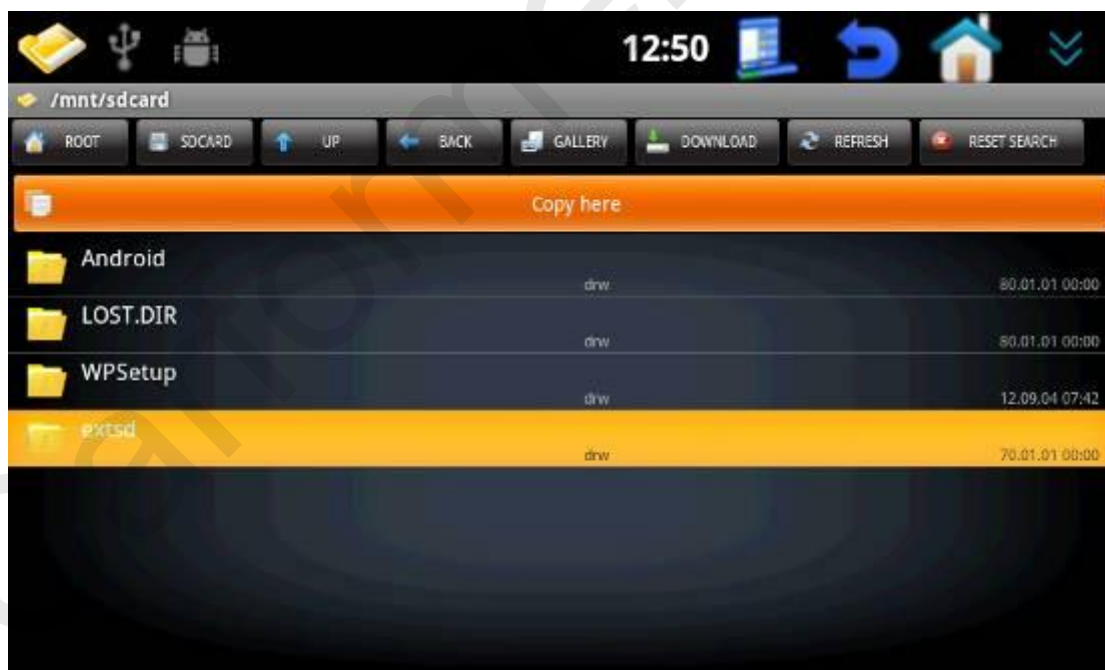 12:50
/mnt/sdcard
ROOT SDCARD UP BACK GALLERY DOWNLOAD REFRESH RESET SEARCH
Copy here
Android
drw 80.01.01 00:00
LOST.DIR
drw 80.01.01 00:00
WPSetup
drw 12.09.04 07:42
extsd
drw 70.01.01 00:00